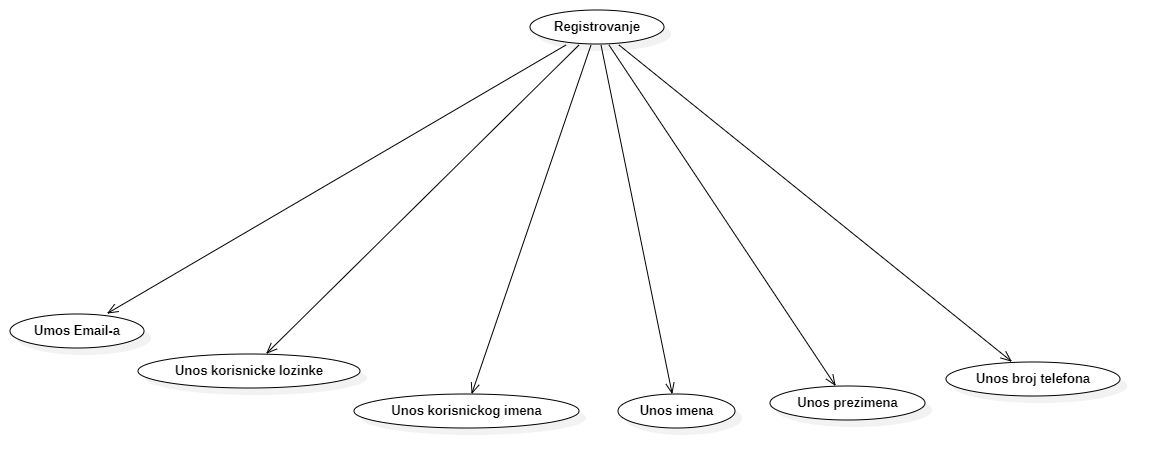 Registrovanje
Umos Email-a
Unos korisnicke lozinke
Unos korisnickog imena
Unos imena
Unos prezimena
Unos broj telefona